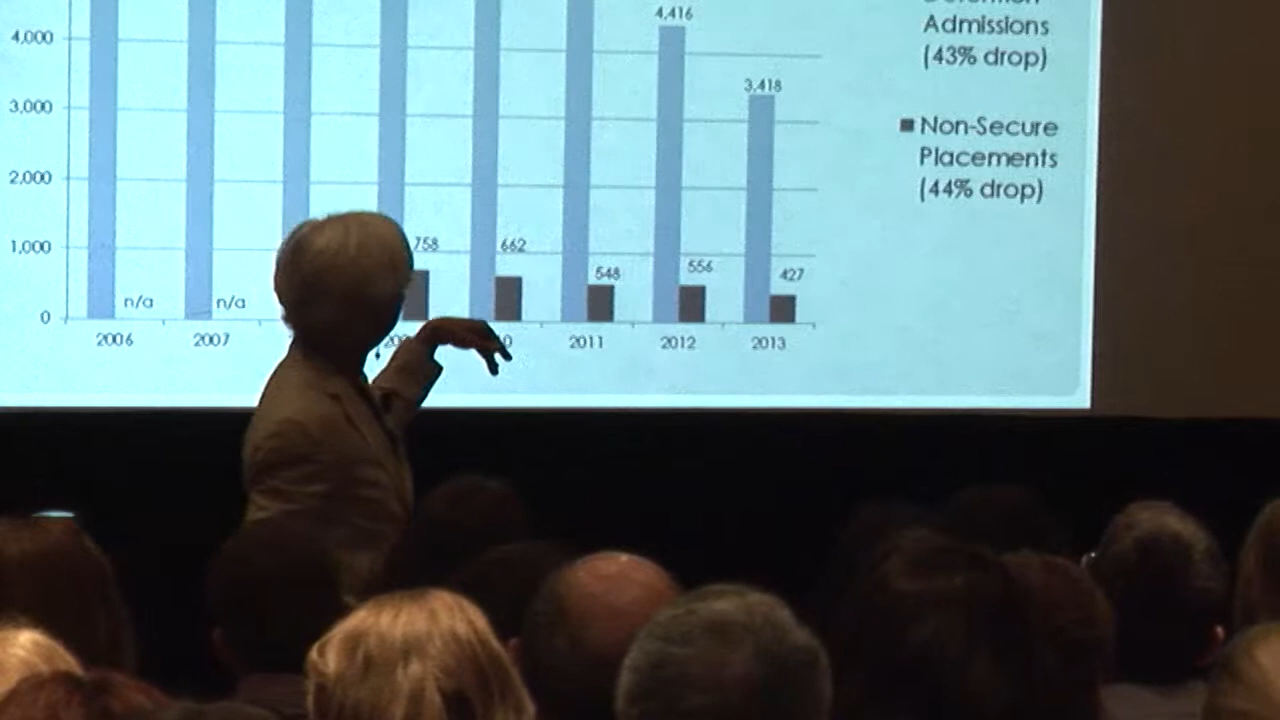 4,416
4,000
Admissions
(43% drop)
3,418
3,000
Non-Secure
Placements
(44% drop)
2,000
758
662
1,000
548
556
427
n/a
n/a
0
2006
2007
2011
2012
2013